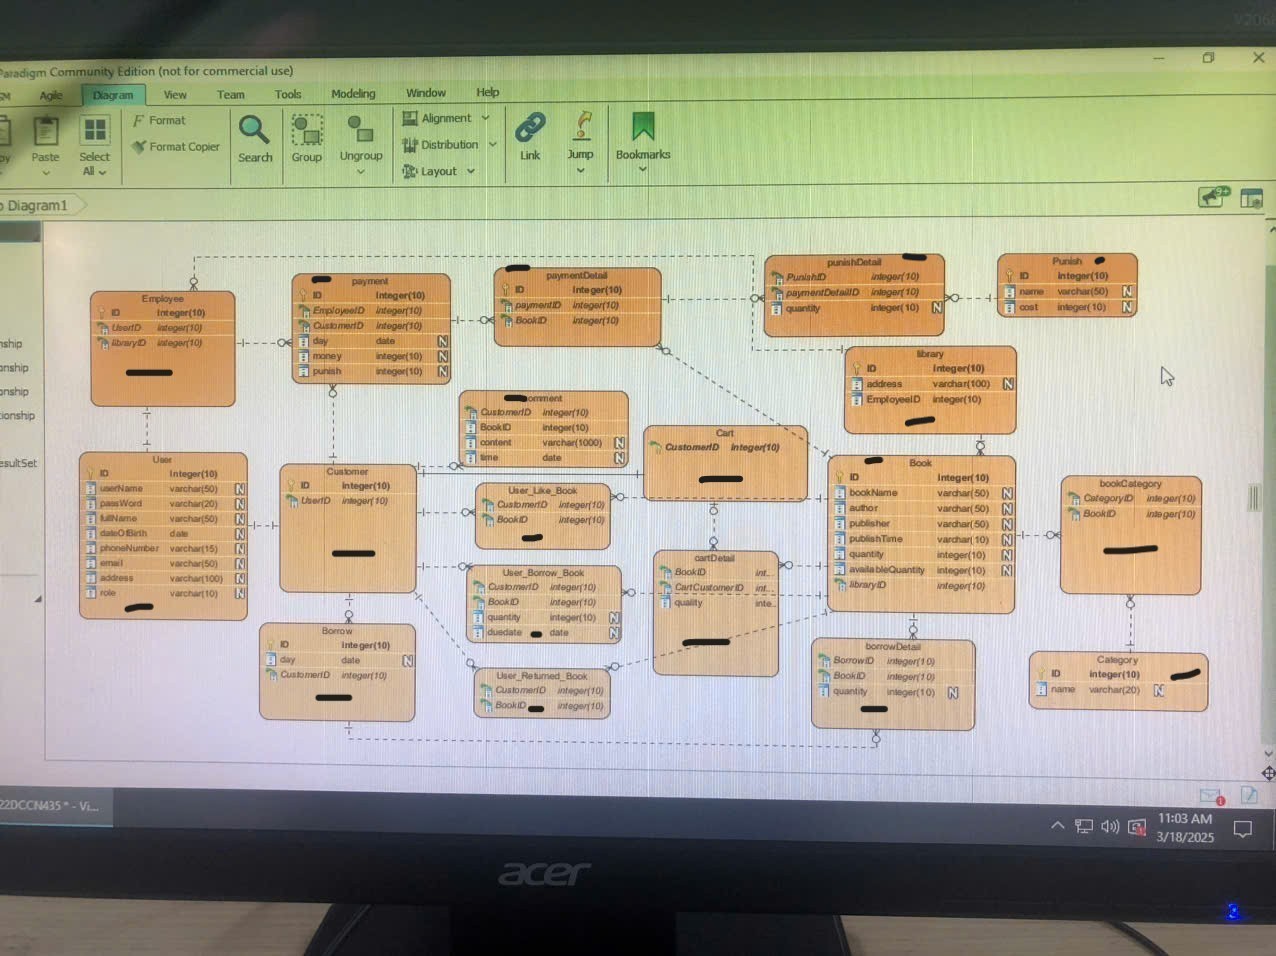 Paradigm Community Edition (not for commercial use)
Agile Diagram View Team Tools Modeling Window Help
Paste
Select
All
Format
Format Copier
Search
Group
Ungroup
Alignment
Distribution
Layout
Link
Jump
Bookmarks
9+
Diagram1
nship
onship
onship
tionship
esultSet
Employee
ID Integer(10)
UserID integer(10)
libraryID integer(10)
payment
ID Integer(10)
EmployeeID integer(10)
CustomerID integer(10)
day date N
money integer(10) N
punish integer(10) N
paymentDetail
ID Integer(10)
paymentID Integer(10)
BookID integer(10)
punishDetail
PunishID integer(10)
paymentDetailID integer(10)
quantity integer(10) N
Punish
ID Integer(10)
name varchar(50) N
cost integer(10) N
library
ID Integer(10)
address varchar(100) N
EmployeeID integer(10)
omment
CustomerID integer(10)
BookID integer(10)
content varchar(1000) N
time date N
Cart
CustomerID integer(10)
User
ID Integer(10)
userName varchar(50) N
passWord varchar(20) N
fullName varchar(50) N
dateOfBirth date N
phoneNumber varchar(15) N
email varchar(50) N
address varchar(100) N
role varchar(10) N
Customer
ID Integer(10)
UserID integer(10)
User_Like_Book
CustomerID integer(10)
BookID integer(10)
User_Borrow_Book
CustomerID integer(10)
BookID integer(10)
quantity integer(10) N
duedate date N
User_Returned_Book
CustomerID integer(10)
BookID integer(10)
cartDetail
BookID int...
CartCustomerID int...
quality inte...
Book
ID Integer(10)
bookName varchar(50) N
author varchar(50) N
publisher varchar(50) N
publishTime varchar(10) N
quantity integer(10) N
availableQuantity integer(10) N
libraryID integer(10)
bookCategory
CategoryID integer(10)
BookID integer(10)
Borrow
ID Integer(10)
day date N
CustomerID integer(10)
borrowDetail
BorrowID integer(10)
BookID integer(10)
quantity integer(10) N
Category
ID integer(10)
name varchar(20) N
22DCCN435 * - Vi...
11:03 AM
3/18/2025
acer